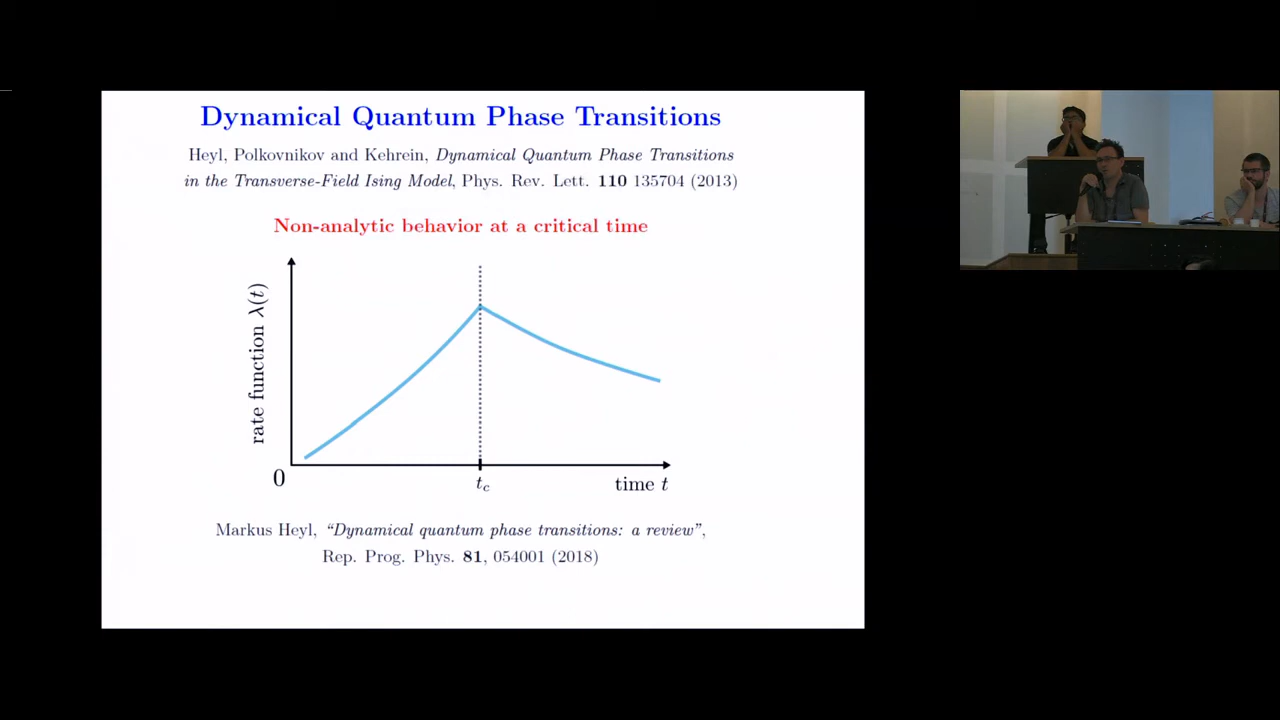 Dynamical Quantum Phase Transitions
Heyl, Polkovnikov and Kehrein, Dynamical Quantum Phase Transitions
in the Transverse-Field Ising Model, Phys. Rev. Lett. 110 135704 (2013)
Non-analytic behavior at a critical time
rate function λ(t)
0
t_c
time t
Markus Heyl, “Dynamical quantum phase transitions: a review”,
Rep. Prog. Phys. 81, 054001 (2018)